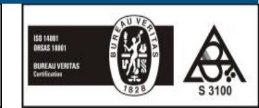 ISO 14001
OHSAS 18001
BUREAU VERITAS
Certification
BUREAU VERITAS
1828
S 3100